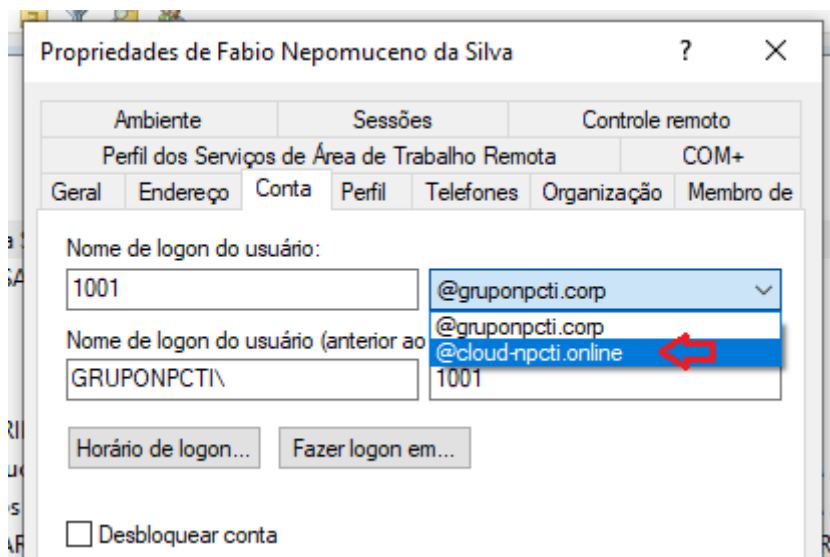 Propriedades de Fabio Nepomuceno da Silva ?
Ambiente Sessões Controle remoto
Perfil dos Serviços de Área de Trabalho Remota COM+
Geral Endereço Conta Perfil Telefones Organização Membro de
Nome de logon do usuário:
1001 @gruponpcti.corp
@gruponpcti.corp
Nome de logon do usuário (anterior ao @cloud-npcti.online
GRUPONPCTI\ 1001
Horário de logon... Fazer logon em...
Desbloquear conta